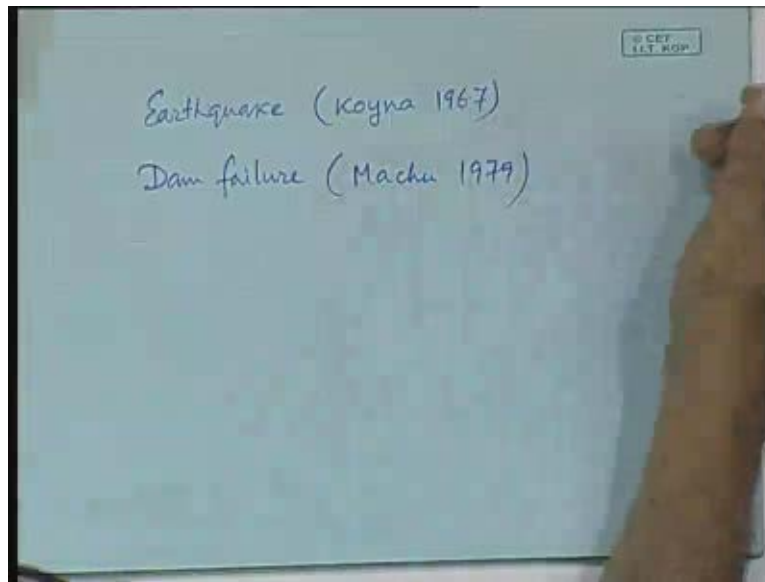 © CET
I.I.T. KGP
Earthquake (Koyna 1967)
Dam failure (Machu 1979)